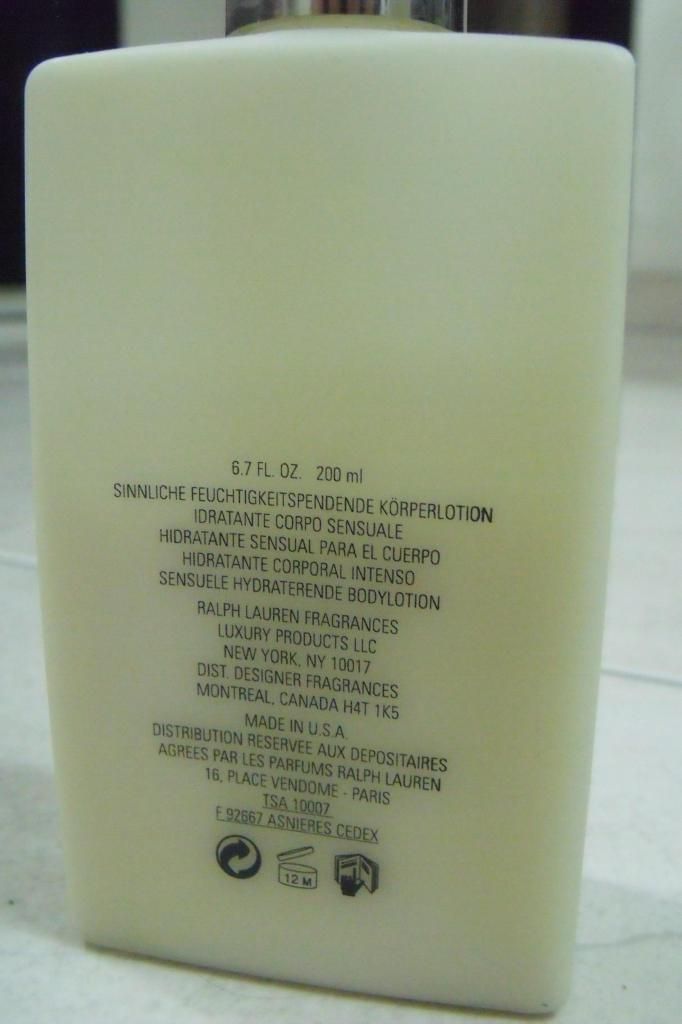 6.7 FL. OZ. 200 ml
SINNLICHE FEUCHTIGKEITSPENDENDE KÖRPERLOTION
IDRATANTE CORPO SENSUALE
HIDRATANTE SENSUAL PARA EL CUERPO
HIDRATANTE CORPORAL INTENSO
SENSUELE HYDRATERENDE BODYLOTION
RALPH LAUREN FRAGRANCES
LUXURY PRODUCTS LLC
NEW YORK, NY 10017
DIST. DESIGNER FRAGRANCES
MONTREAL, CANADA H4T 1K5
MADE IN U.S.A.
DISTRIBUTION RESERVEE AUX DEPOSITAIRES
AGREES PAR LES PARFUMS RALPH LAUREN
16, PLACE VENDOME - PARIS
TSA 10007
F 92667 ASNIERES CEDEX
12 M